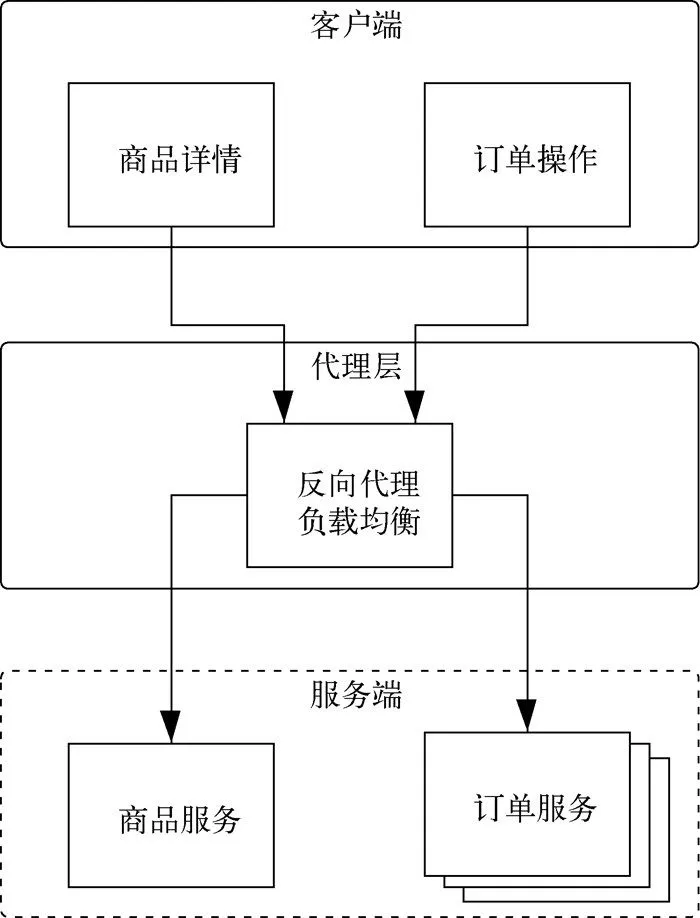 客户端
商品详情
订单操作
代理层
反向代理
负载均衡
服务端
商品服务
订单服务